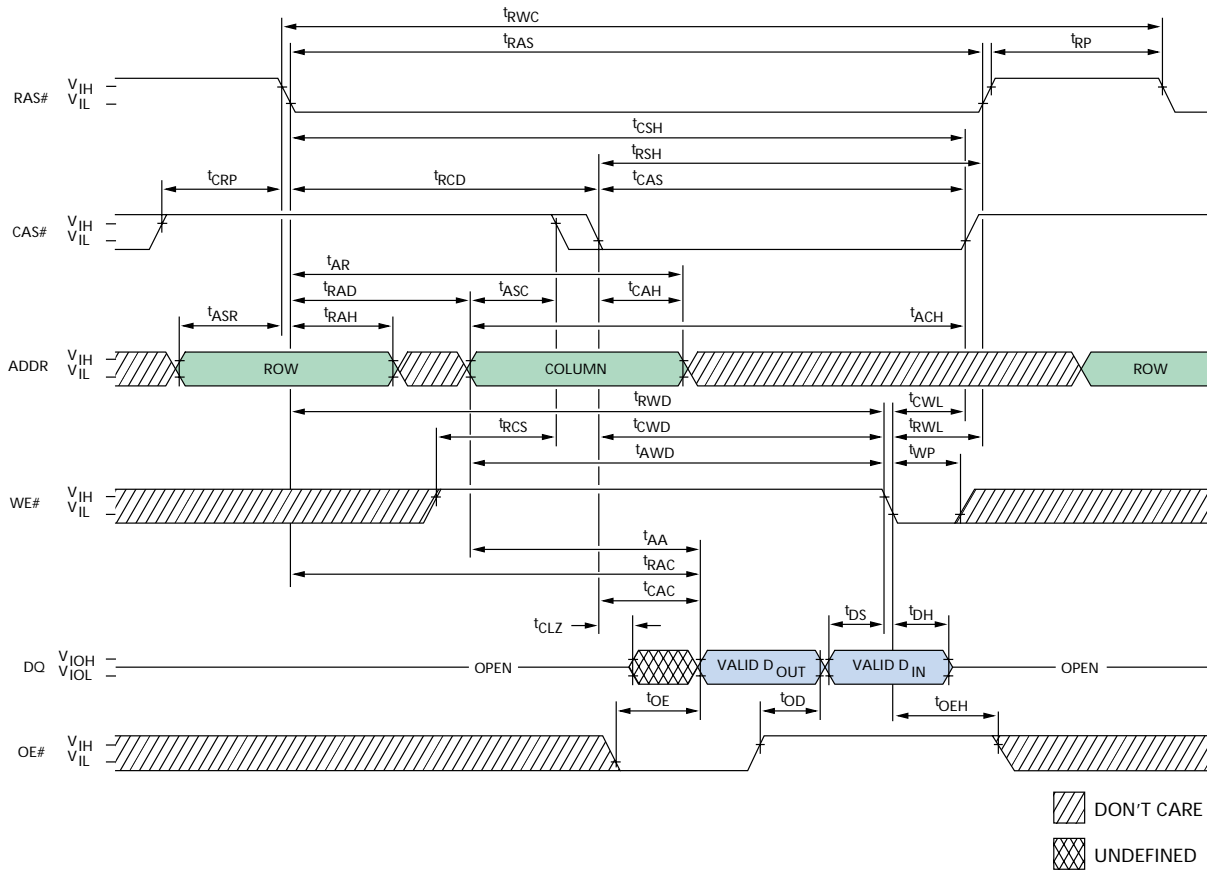 tRWC
tRAS
tRP
RAS#
VIH
VIL
tCSH
tRSH
tCRP
tRCD
tCAS
CAS#
VIH
VIL
tAR
tRAD
tASC
tCAH
tASR
tRAH
tACH
ADDR
VIH
VIL
ROW
COLUMN
ROW
tRWD
tCWL
tRCS
tCWD
tRWL
tAWD
tWP
WE#
VIH
VIL
tAA
tRAC
tCAC
tCLZ
tDS
tDH
DQ
VIOH
VIOL
OPEN
VALID DOUT
VALID DIN
OPEN
tOE
tOD
tOEH
OE#
VIH
VIL
DON'T CARE
UNDEFINED